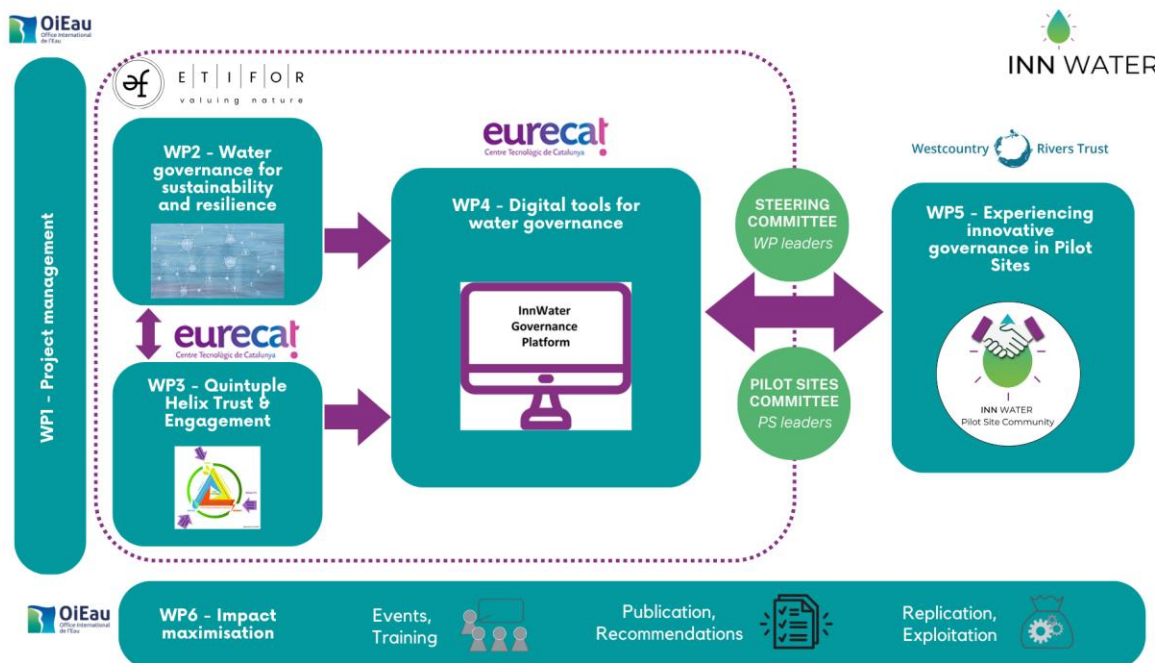 OiEau
Office International
de l'Eau
INN WATER
WP1 - Project management
E|T|I|F|O|R
valuing nature
WP2 - Water
governance for
sustainability
and resilience
eurecat
Centre Tecnològic de Catalunya
WP3 - Quintuple
Helix Trust &
Engagement
eurecat
Centre Tecnològic de Catalunya
WP4 - Digital tools for
water governance
InnWater
Governance
Platform
STEERING
COMMITTEE
WP leaders
PILOT SITES
COMMITTEE
PS leaders
Westcountry Rivers Trust
WP5 - Experiencing
innovative
governance in Pilot
Sites
INN WATER
Pilot Site Community
OiEau
Office International
de l'Eau
WP6 - Impact
maximisation
Events,
Training
Publication,
Recommendations
Replication,
Exploitation